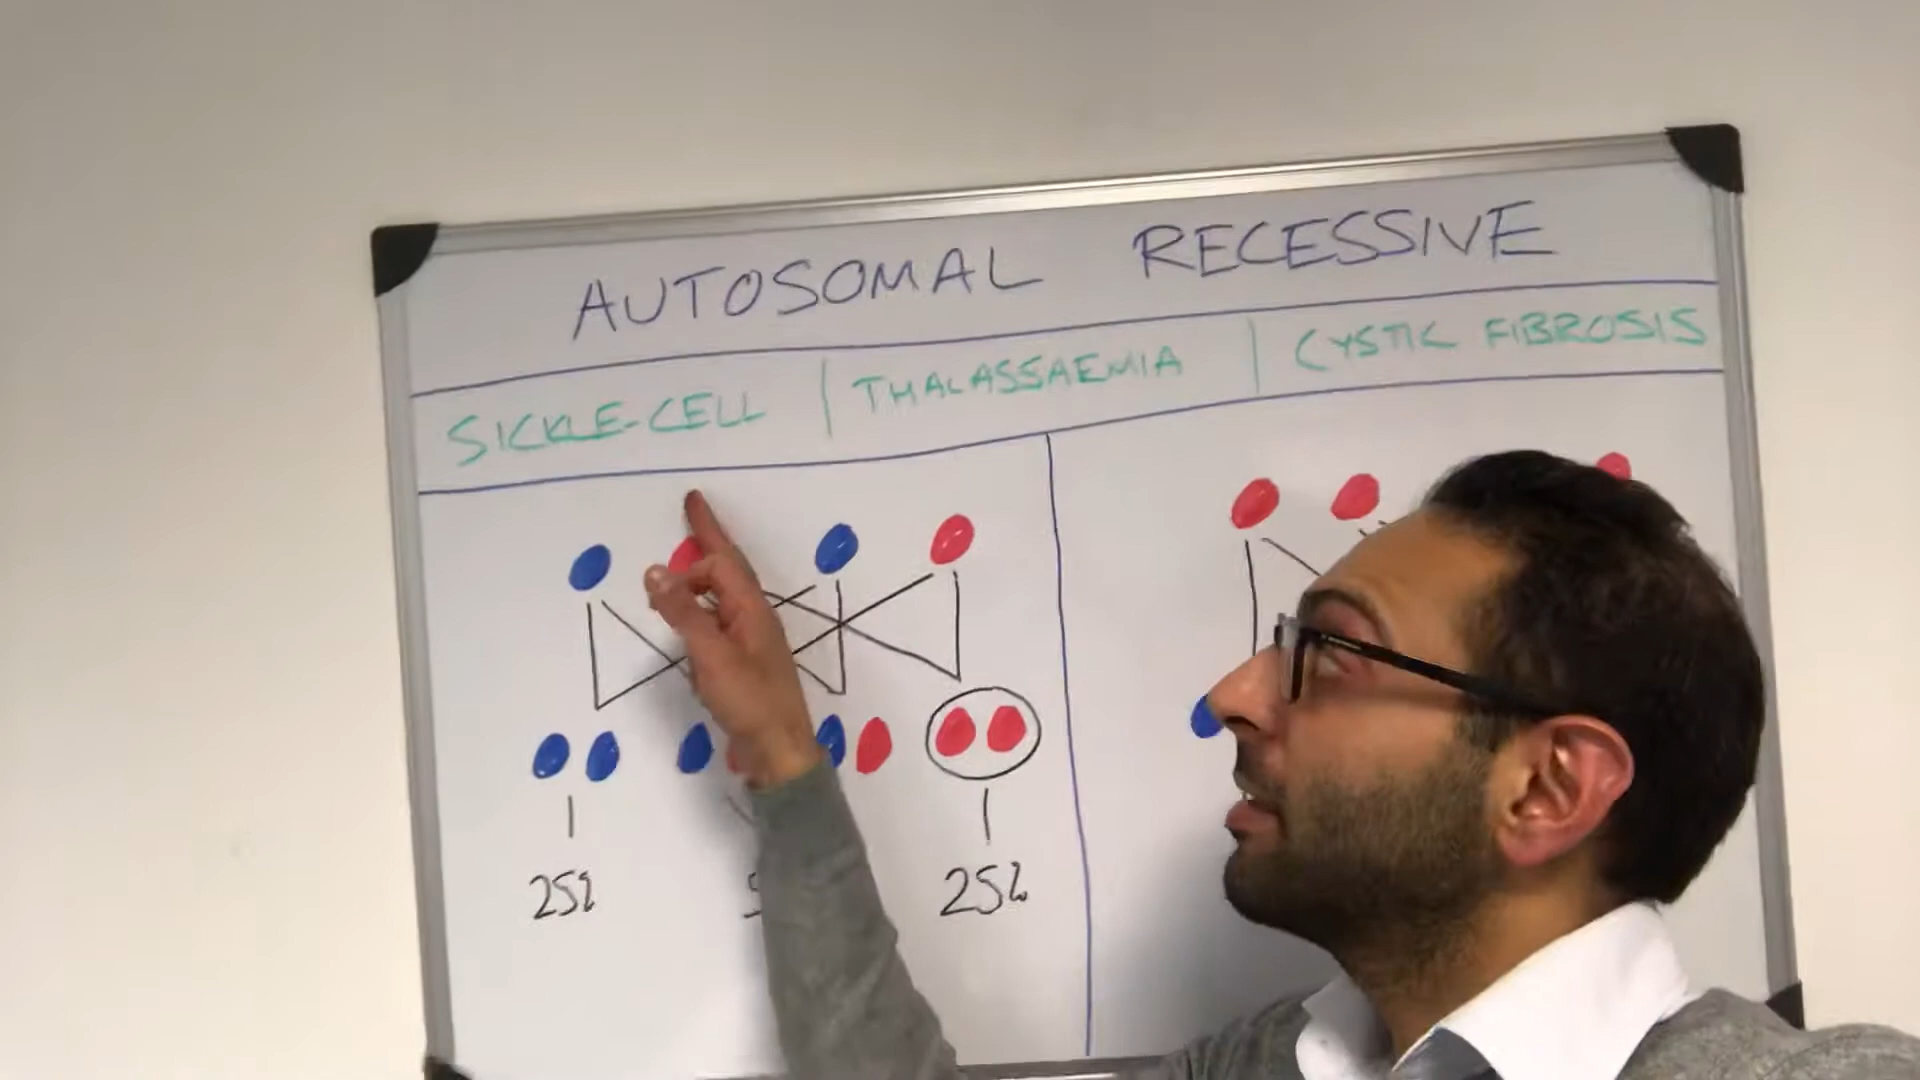 AUTOSOMAL RECESSIVE
SICKLE-CELL | THALASSAEMIA | CYSTIC FIBROSIS
25% 25%